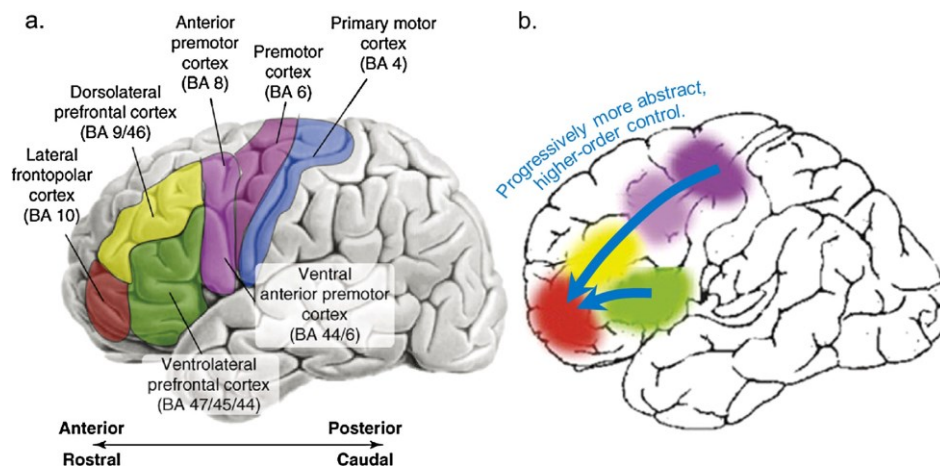 a.
Anterior
premotor
cortex
(BA 8)
Premotor
cortex
(BA 6)
Primary motor
cortex
(BA 4)
Dorsolateral
prefrontal cortex
(BA 9/46)
Lateral
frontopolar
cortex
(BA 10)
Ventral
anterior premotor
cortex
(BA 44/6)
Ventrolateral
prefrontal cortex
(BA 47/45/44)
Anterior
Posterior
Rostral
Caudal
b.
Progressively more abstract,
higher-order control.